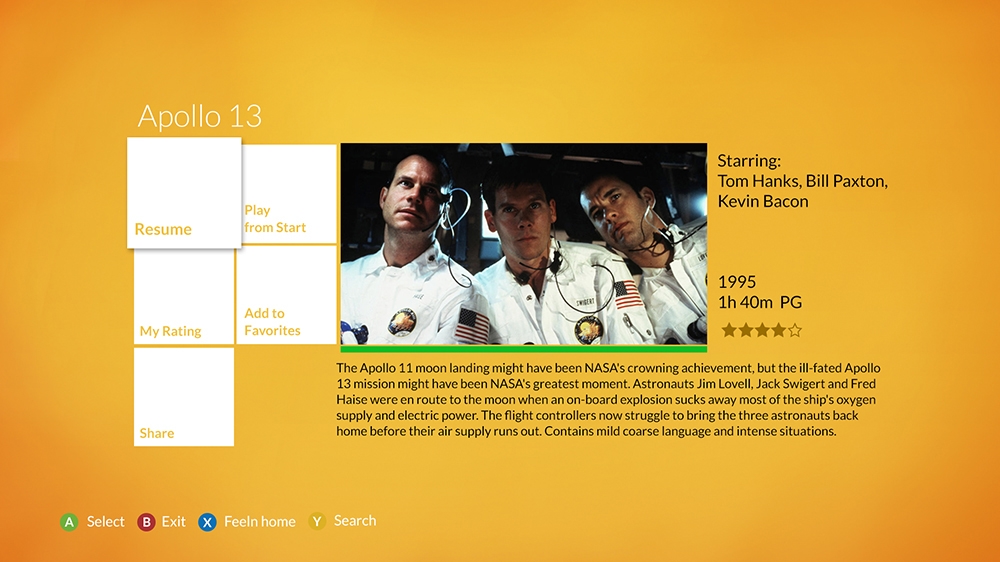 Apollo 13
Resume
Play
from Start
My Rating
Add to
Favorites
Share
SWIGERT
Starring:
Tom Hanks, Bill Paxton,
Kevin Bacon
1995
1h 40m PG
The Apollo 11 moon landing might have been NASA's crowning achievement, but the ill-fated Apollo
13 mission might have been NASA's greatest moment. Astronauts Jim Lovell, Jack Swigert and Fred
Haise were en route to the moon when an on-board explosion sucks away most of the ship's oxygen
supply and electric power. The flight controllers now struggle to bring the three astronauts back
home before their air supply runs out. Contains mild coarse language and intense situations.
A Select B Exit X Feeln home Y Search